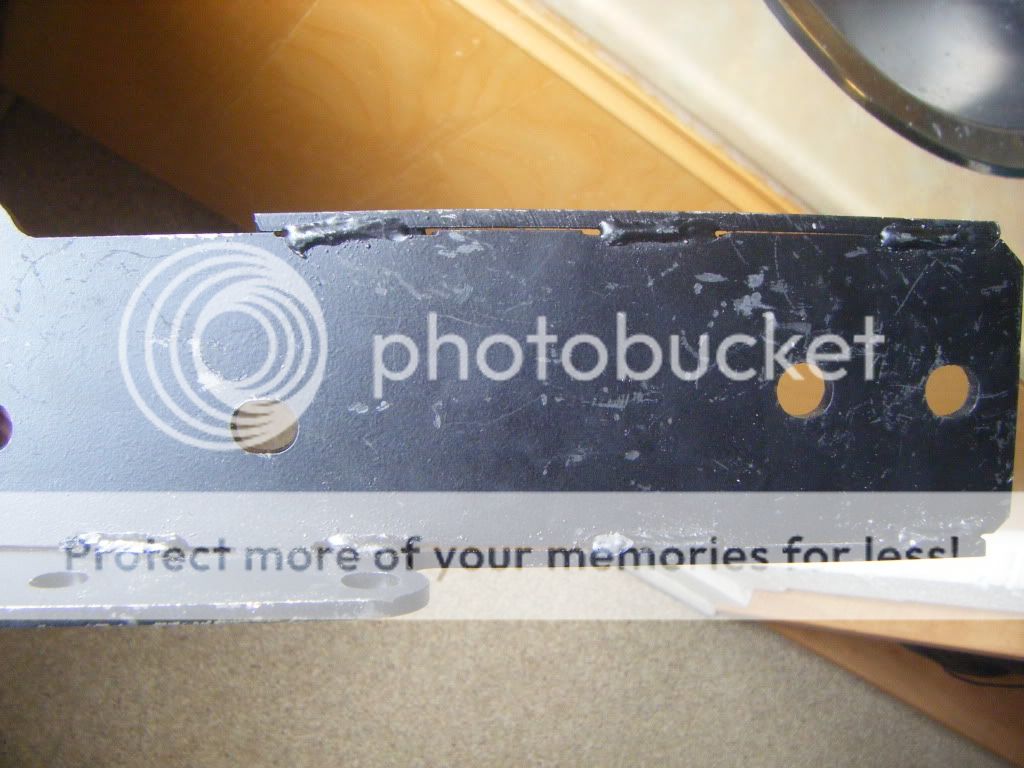 photobucket
Protect more of your memories for less!